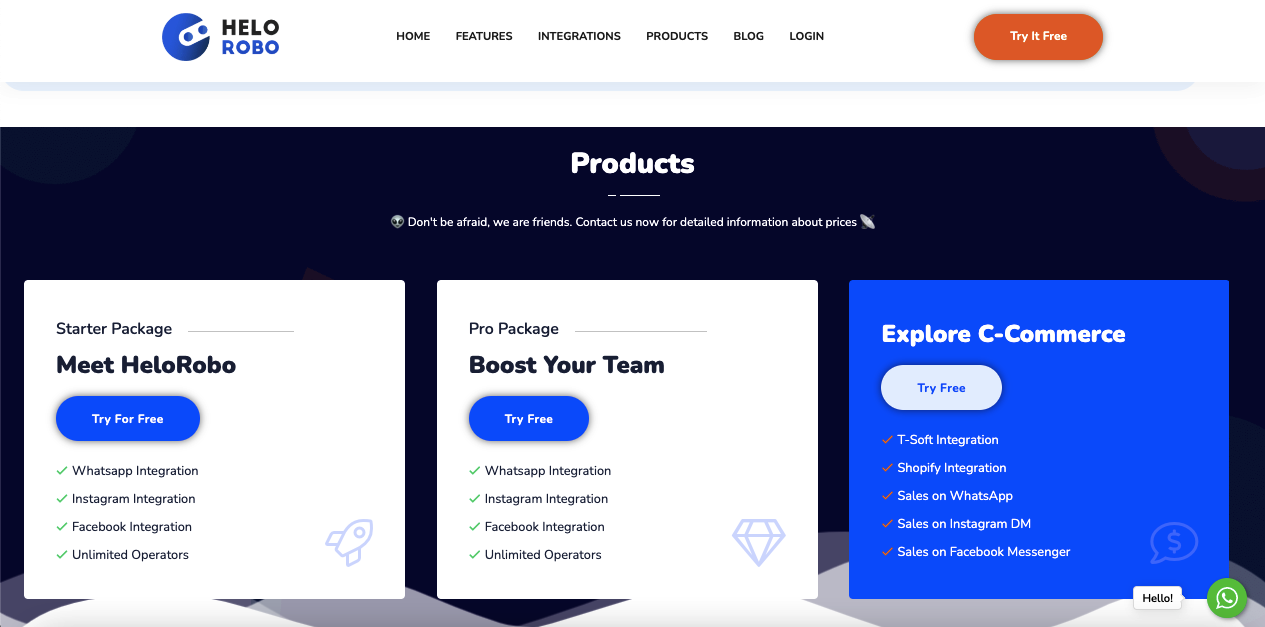 HELO
ROBO
HOME FEATURES INTEGRATIONS PRODUCTS BLOG LOGIN
Try It Free
Products
Don't be afraid, we are friends. Contact us now for detailed information about prices
Starter Package
Meet HeloRobo
Try For Free
Whatsapp Integration
Instagram Integration
Facebook Integration
Unlimited Operators
Pro Package
Boost Your Team
Try Free
Whatsapp Integration
Instagram Integration
Facebook Integration
Unlimited Operators
Explore C-Commerce
Try Free
T-Soft Integration
Shopify Integration
Sales on WhatsApp
Sales on Instagram DM
Sales on Facebook Messenger
Hello!